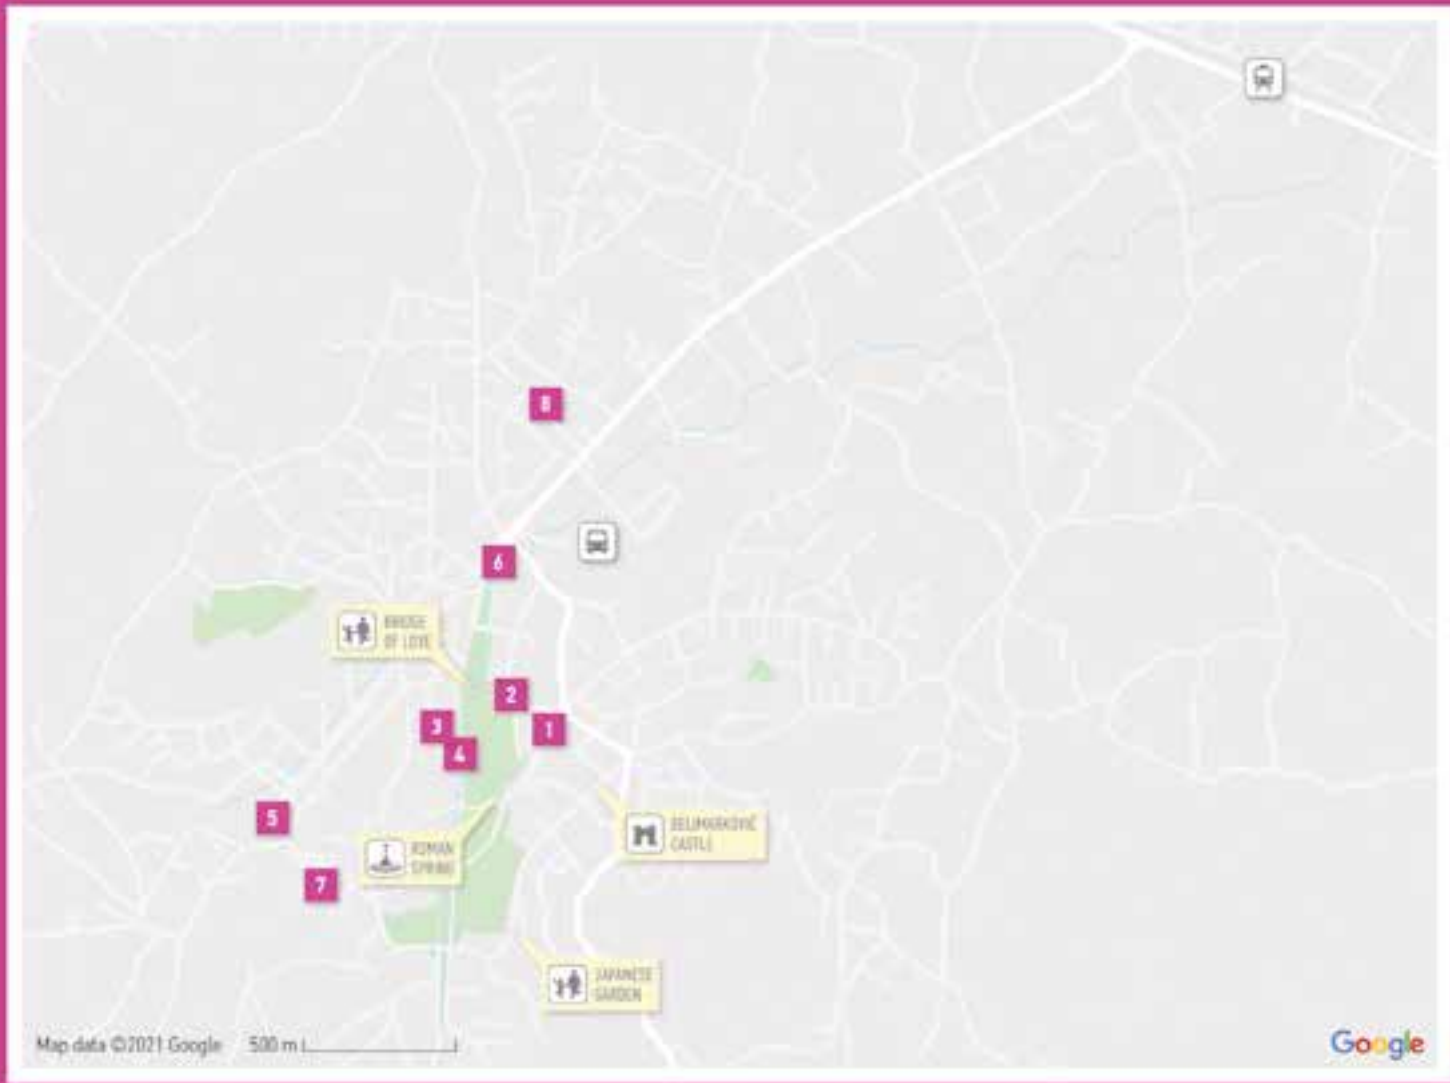 8
6
BRIDGE
OF LOVE
2
3
1
4
5
BELIMARKOVIĆ
CASTLE
ROMAN
SPRING
7
JAPANESE
GARDEN
Map data ©2021 Google
500 m
Google